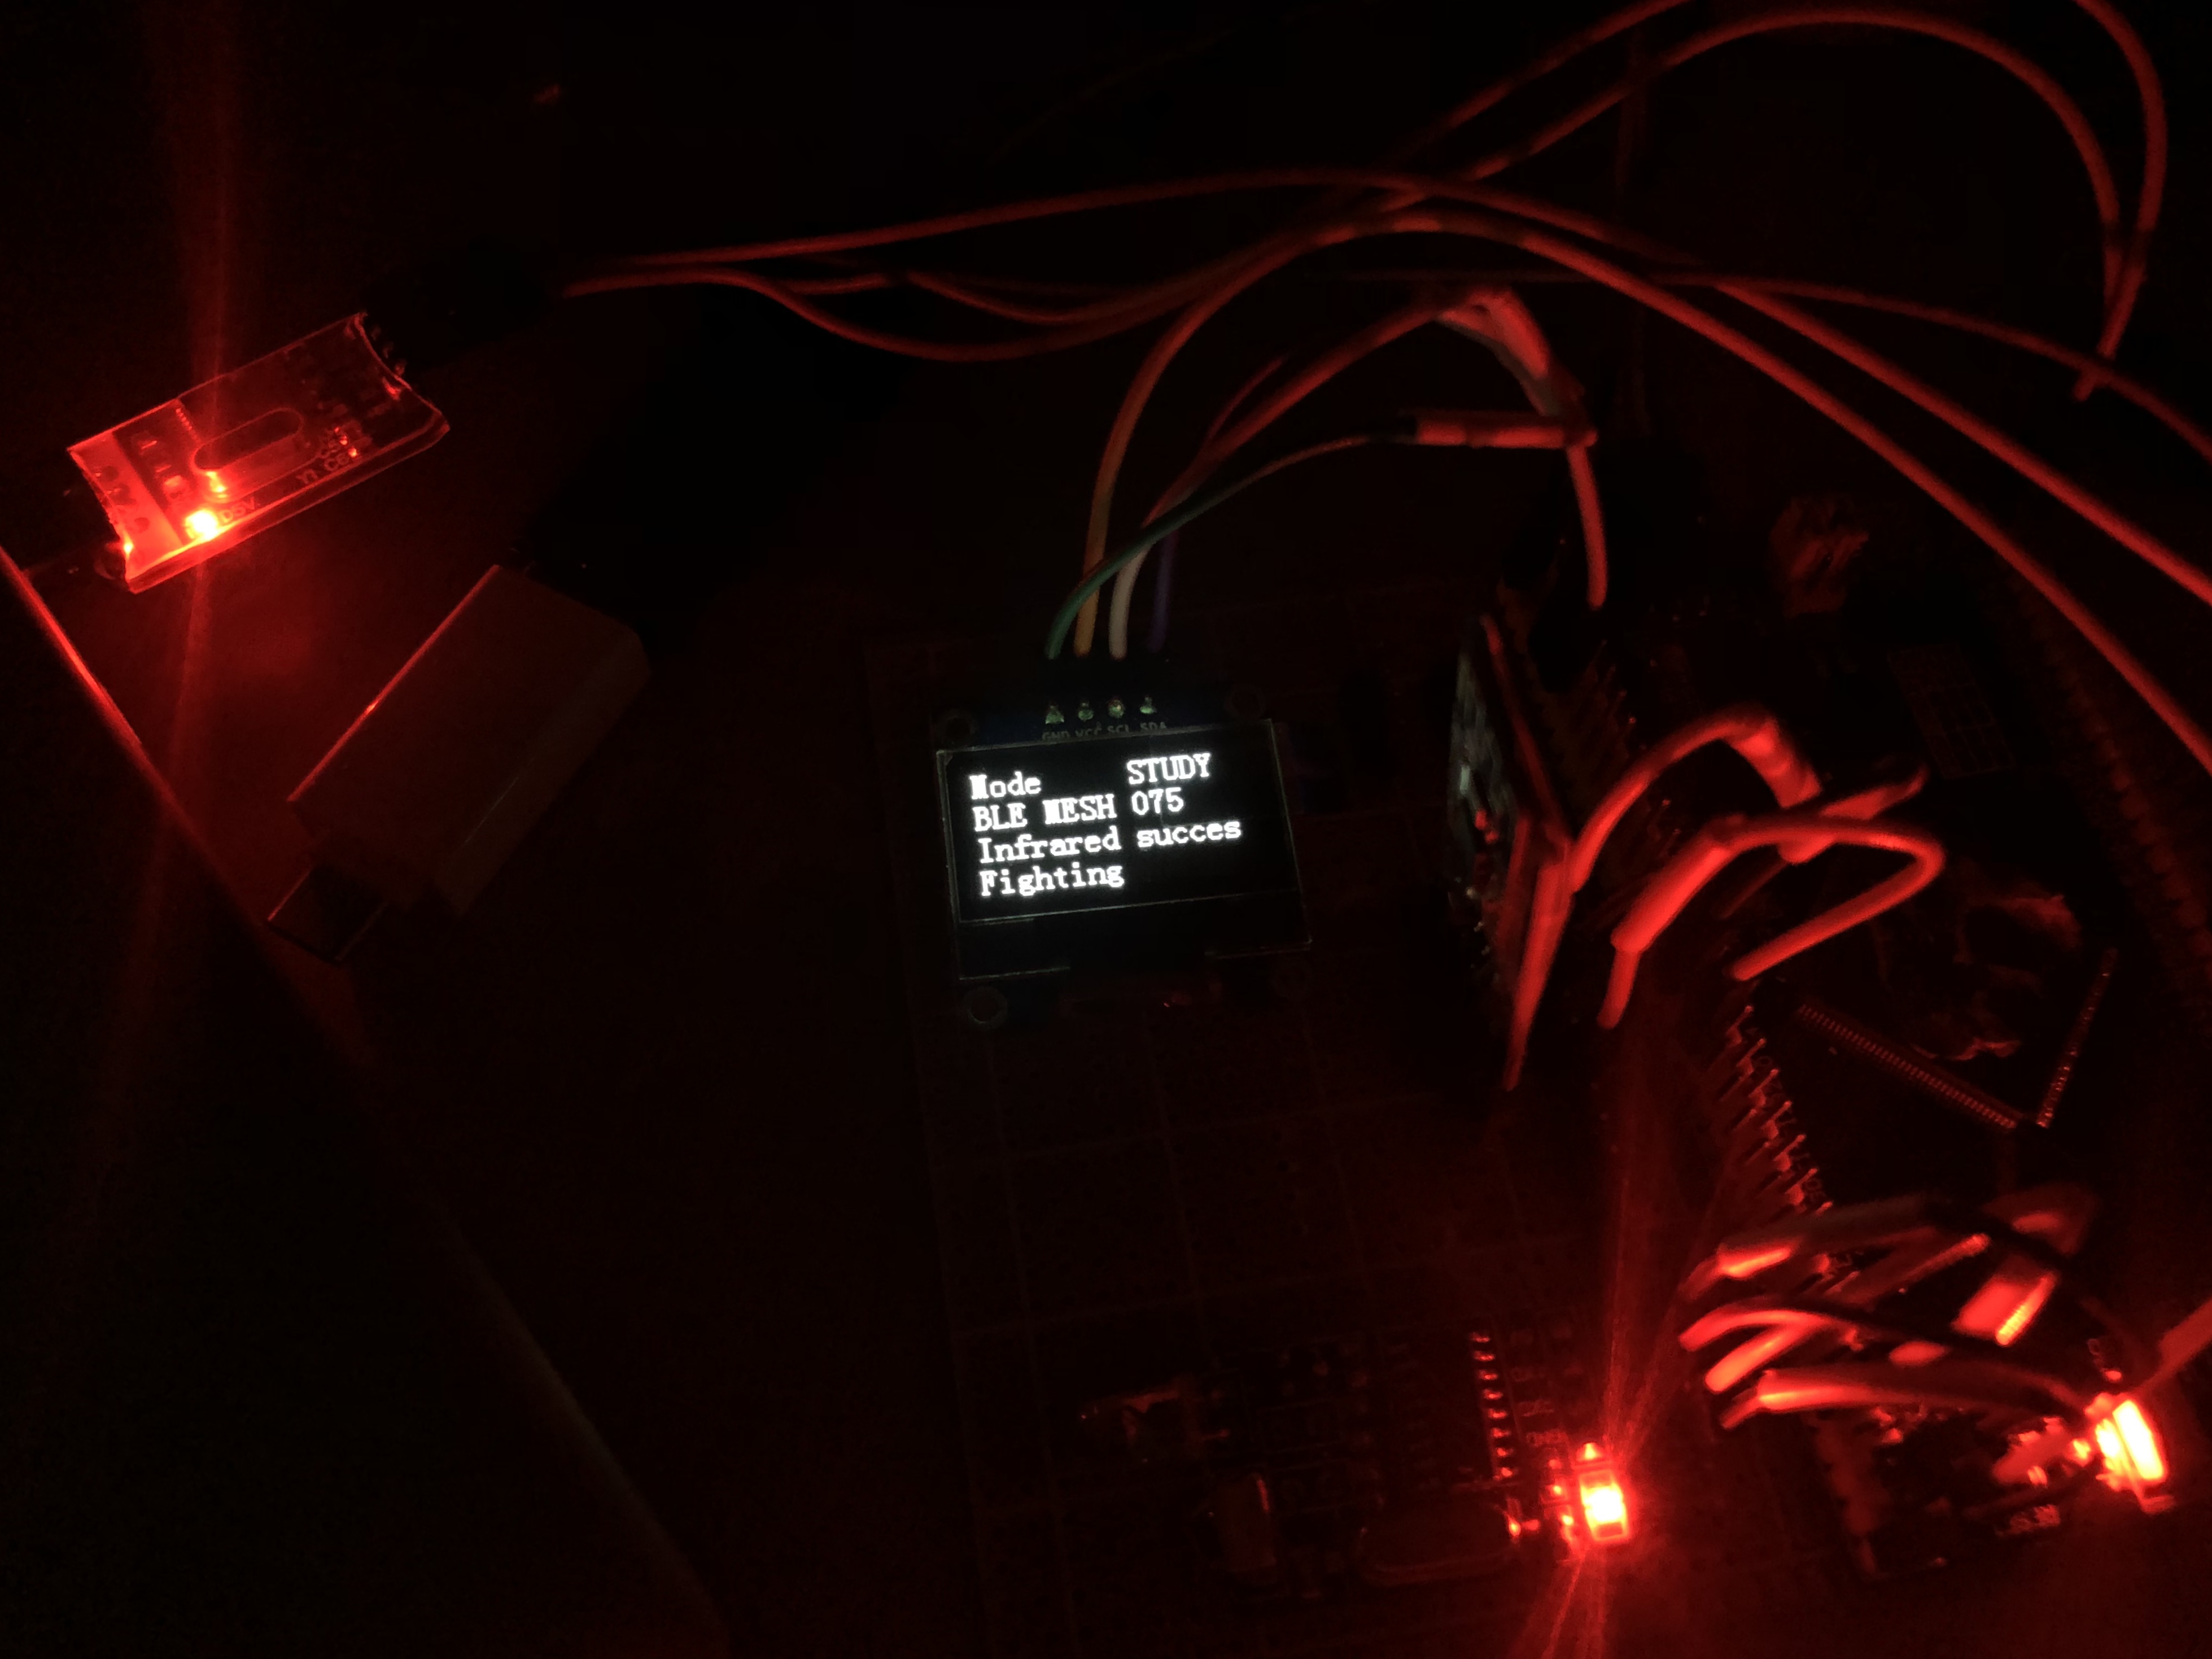 GND VCC SCL SDA
Mode STUDY
BLE MESH 075
Infrared succes
Fighting